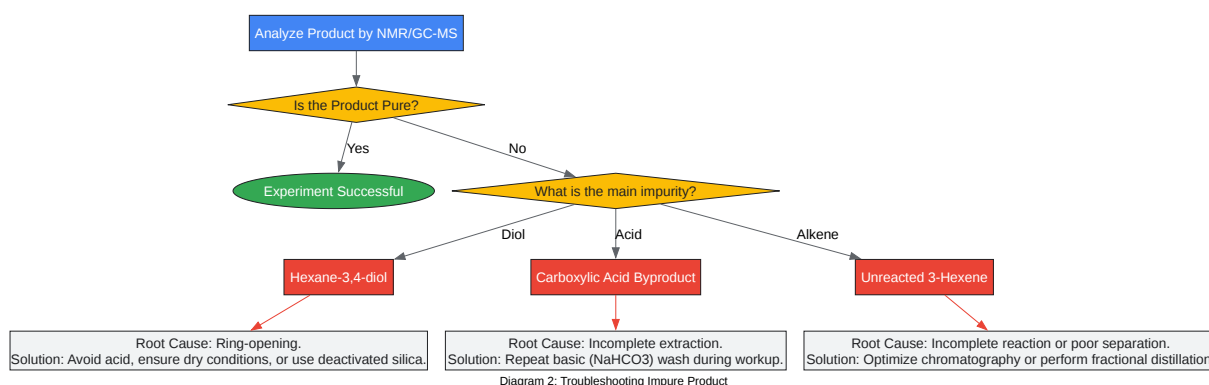 Analyze Product by NMR/GC-MS
Is the Product Pure?
Yes
No
Experiment Successful
What is the main impurity?
Diol
Acid
Alkene
Hexane-3,4-diol
Carboxylic Acid Byproduct
Unreacted 3-Hexene
Root Cause: Ring-opening.
Solution: Avoid acid, ensure dry conditions, or use deactivated silica.
Root Cause: Incomplete extraction.
Solution: Repeat basic (NaHCO3) wash during workup.
Root Cause: Incomplete reaction or poor separation.
Solution: Optimize chromatography or perform fractional distillation
Diagram 2: Troubleshooting Impure Product